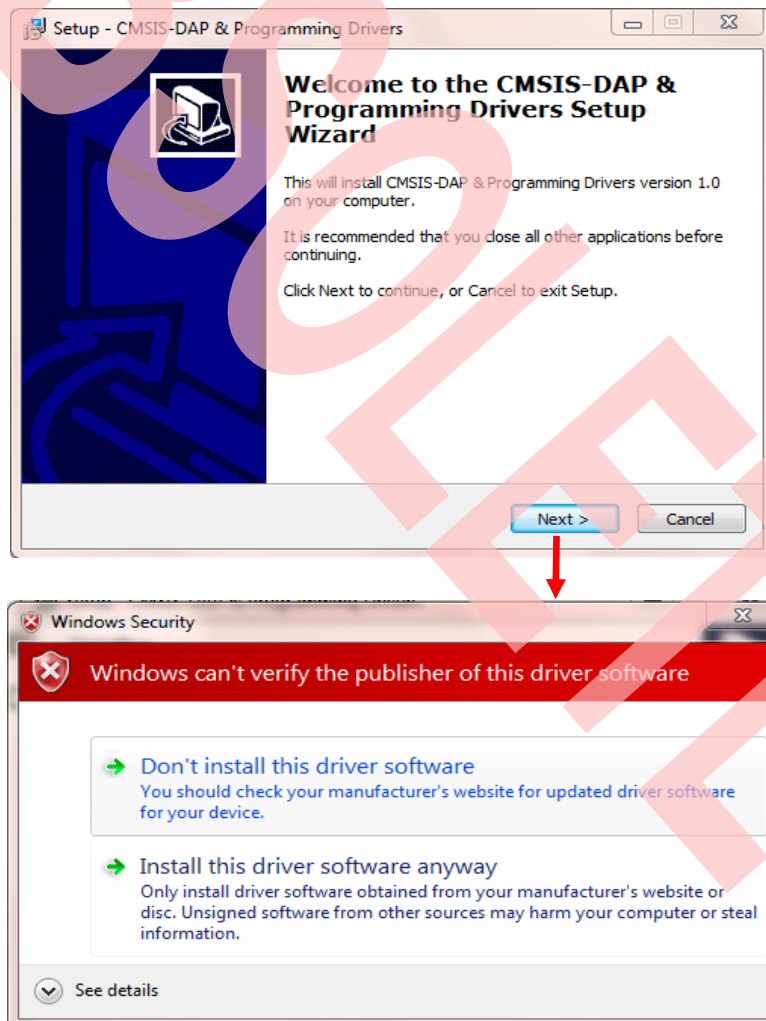 Setup - CMSIS-DAP & Programming Drivers
Welcome to the CMSIS-DAP &
Programming Drivers Setup
Wizard
This will install CMSIS-DAP & Programming Drivers version 1.0
on your computer.
It is recommended that you close all other applications before
continuing.
Click Next to continue, or Cancel to exit Setup.
Next >
Cancel
Windows Security
Windows can't verify the publisher of this driver software
Don't install this driver software
You should check your manufacturer's website for updated driver software
for your device.
Install this driver software anyway
Only install driver software obtained from your manufacturer's website or
disc. Unsigned software from other sources may harm your computer or steal
information.
See details